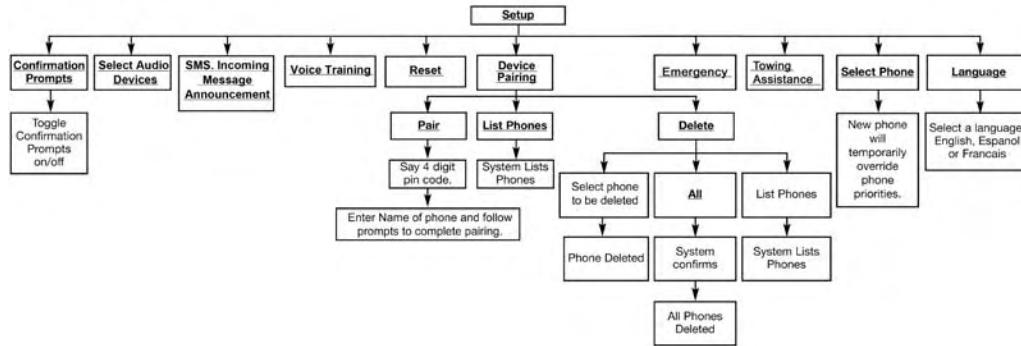 Setup
Confirmation
Prompts
Select Audio
Devices
SMS. Incoming
Message
Announcement
Voice Training
Reset
Device
Pairing
Emergency
Towing
Assistance
Select Phone
Language
Toggle
Confirmation
Prompts
on/off
Pair
List Phones
Delete
New phone
will
temporarily
override
phone
priorities.
Select a language
English, Espanol
or Francais
Say 4 digit
pin code.
System Lists
Phones
Enter Name of phone and follow
prompts to complete pairing.
Select phone
to be deleted
All
List Phones
Phone Deleted
System
confirms
System Lists
Phones
All Phones
Deleted